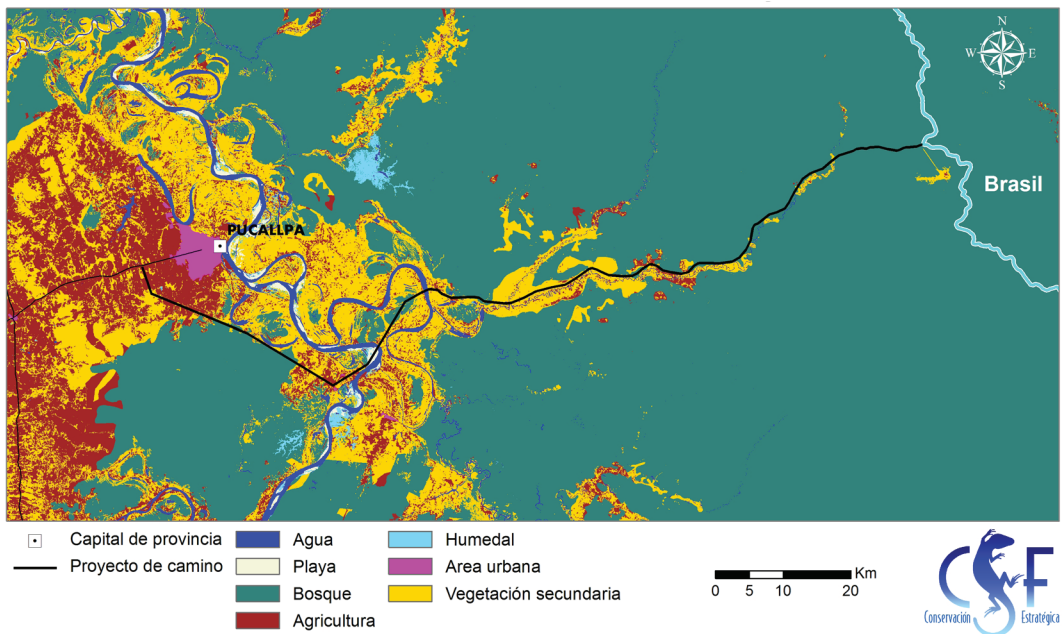 N
W E
S
Brasil
PUCALLPA
Capital de provincia
Proyecto de camino
Agua
Playa
Bosque
Agricultura
Humedal
Area urbana
Vegetación secundaria
Km
0 5 10 20
CSF
Conservación Estratégica